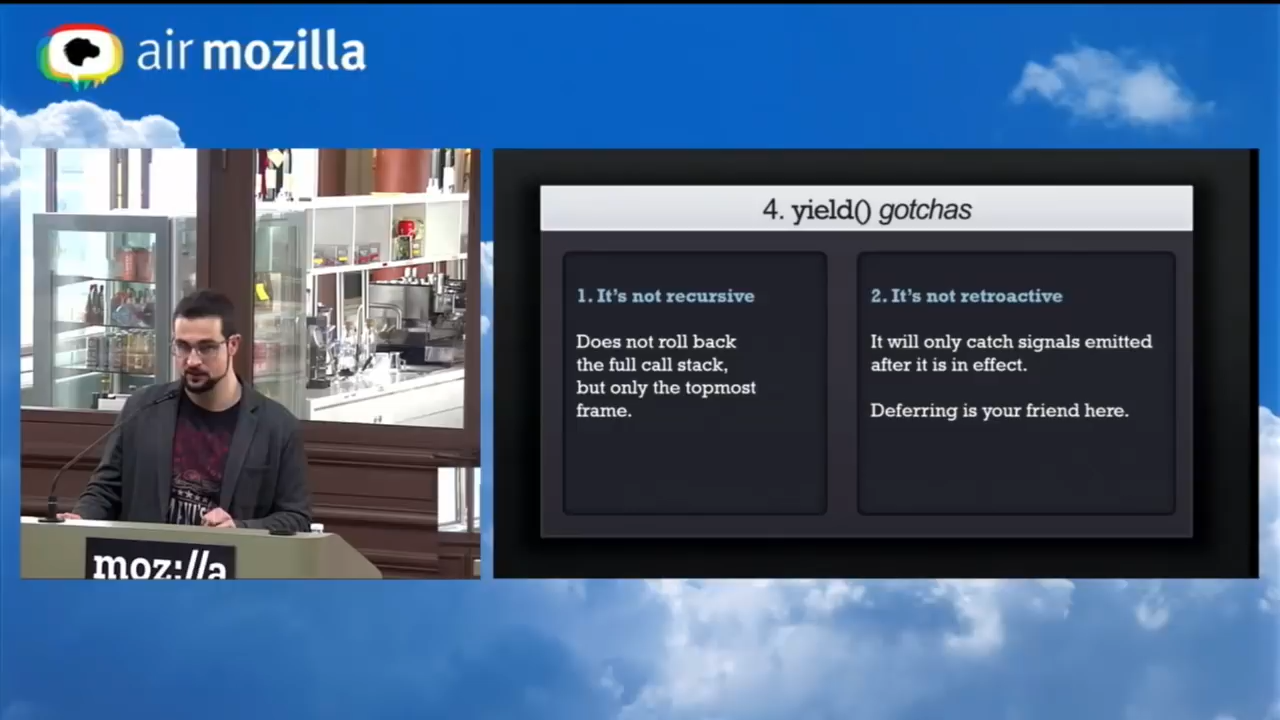 air mozilla
4. yield() gotchas
1. It's not recursive
Does not roll back
the full call stack,
but only the topmost
frame.
2. It's not retroactive
It will only catch signals emitted
after it is in effect.
Deferring is your friend here.
moz://a